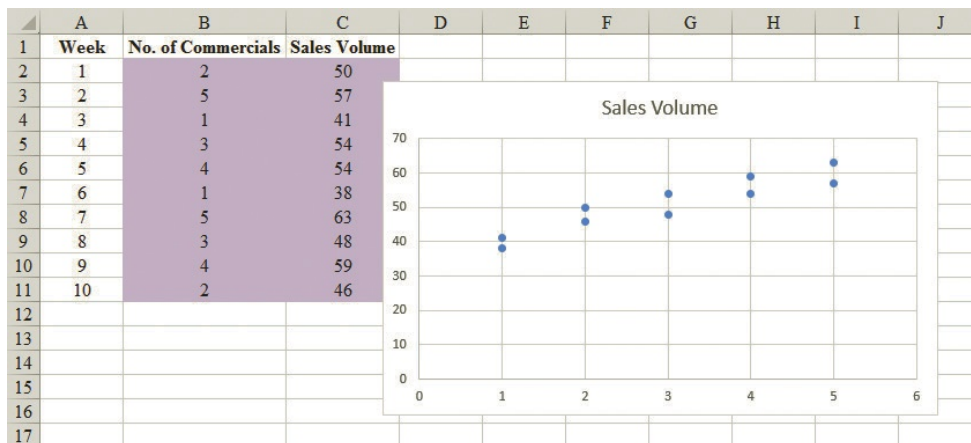 A B C D E F G H I J
1 Week No. of Commercials Sales Volume
2 1 2 50
3 2 5 57
4 3 1 41
5 4 3 54
6 5 4 54
7 6 1 38
8 7 5 63
9 8 3 48
10 9 4 59
11 10 2 46
12
13
14
15
16
17
Sales Volume
70
60
50
40
30
20
10
0
0 1 2 3 4 5 6